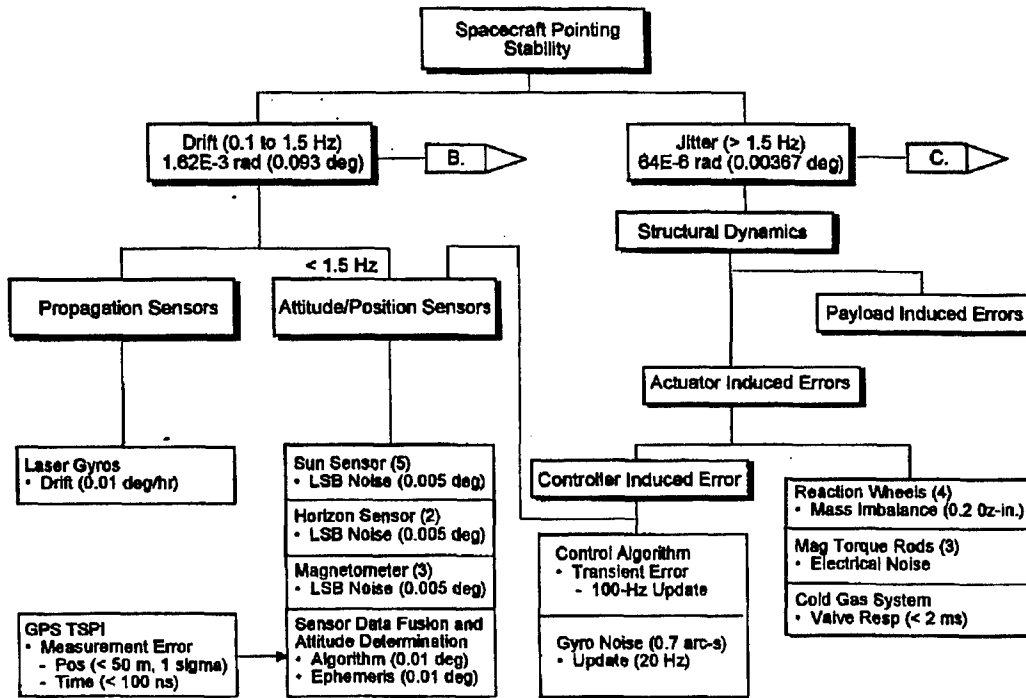 Spacecraft Pointing
Stability
Drift (0.1 to 1.5 Hz)
1.62E-3 rad (0.093 deg)
B.
Jitter (> 1.5 Hz)
64E-6 rad (0.00367 deg)
C.
Structural Dynamics
< 1.5 Hz
Propagation Sensors
Attitude/Position Sensors
Payload Induced Errors
Actuator Induced Errors
Laser Gyros
• Drift (0.01 deg/hr)
Sun Sensor (5)
• LSB Noise (0.005 deg)
Horizon Sensor (2)
• LSB Noise (0.005 deg)
Magnetometer (3)
• LSB Noise (0.005 deg)
Sensor Data Fusion and
Attitude Determination
• Algorithm (0.01 deg)
• Ephemeris (0.01 deg)
GPS TSPI
• Measurement Error
- Pos (< 50 m, 1 sigma)
- Time (< 100 ns)
Controller Induced Error
Control Algorithm
• Transient Error
- 100-Hz Update
Gyro Noise (0.7 arc-s)
• Update (20 Hz)
Reaction Wheels (4)
• Mass Imbalance (0.2 0z-in.)
Mag Torque Rods (3)
• Electrical Noise
Cold Gas System
• Valve Resp (< 2 ms)